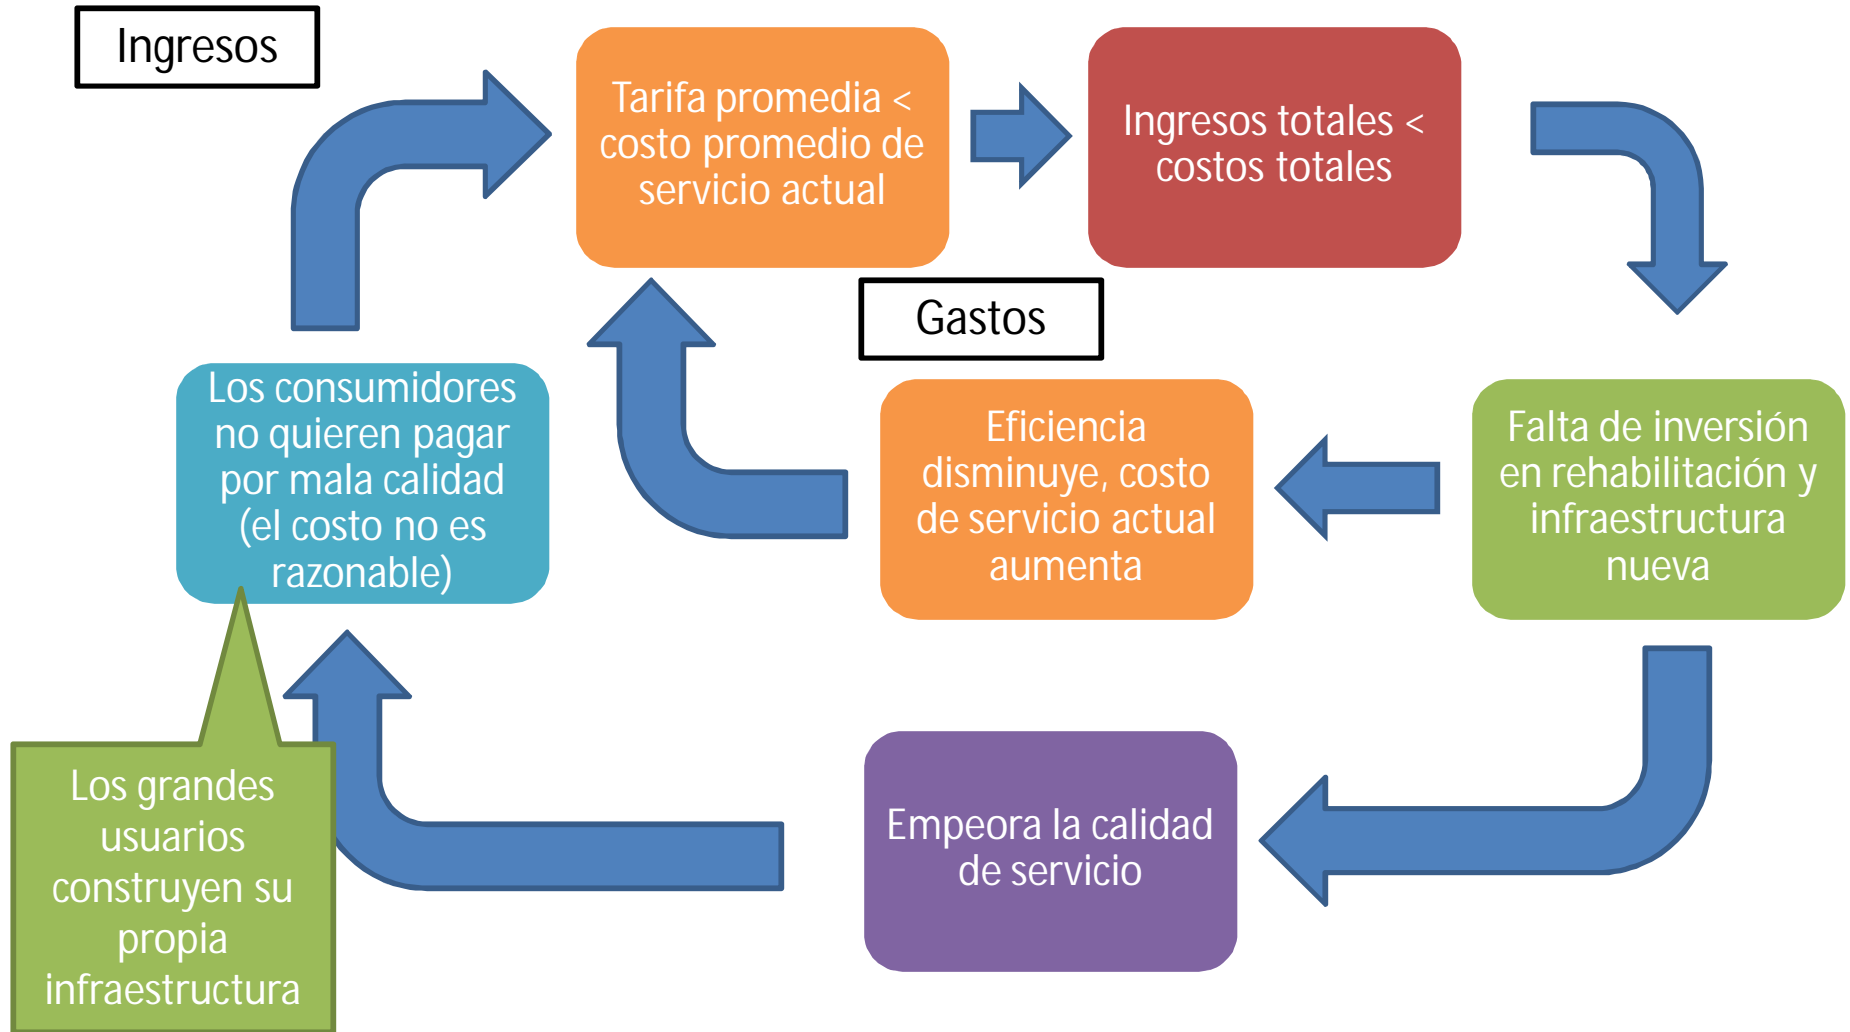 Ingresos
Tarifa promedia <
costo promedio de
servicio actual
Ingresos totales <
costos totales
Gastos
Los consumidores
no quieren pagar
por mala calidad
(el costo no es
razonable)
Eficiencia
disminuye, costo
de servicio actual
aumenta
Falta de inversión
en rehabilitación y
infraestructura
nueva
Los grandes
usuarios
construyen su
propia
infraestructura
Empeora la calidad
de servicio